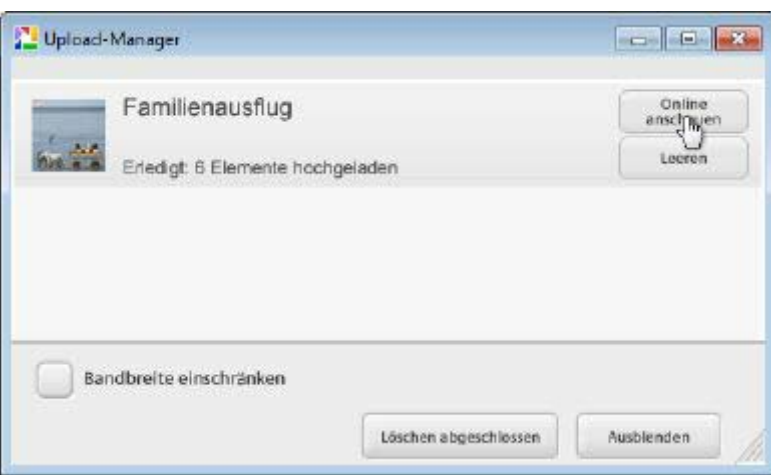 Upload-Manager
Familienausflug
Erledigt: 6 Elemente hochgeladen
Online
anschauen
Leeren
Bandbreite einschränken
Löschen abgeschlossen
Ausblenden